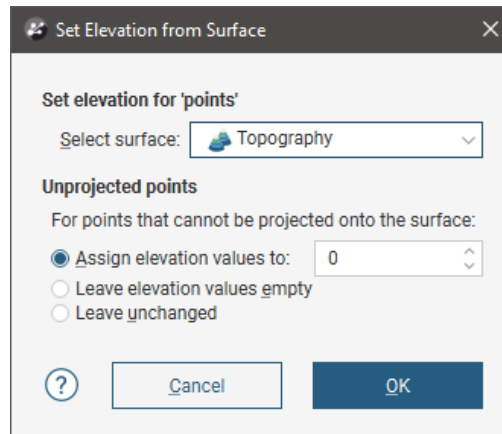 Set Elevation from Surface
Set elevation for 'points'
Select surface: Topography
Unprojected points
For points that cannot be projected onto the surface:
Assign elevation values to: 0
Leave elevation values empty
Leave unchanged
? Cancel OK